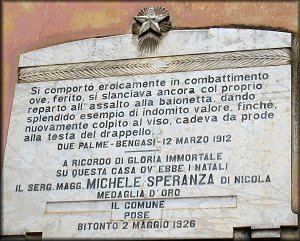 Si comportò eroicamente in combattimento
ove, ferito, si slanciava ancora col proprio
reparto all'assalto alla baionetta, dando
splendido esempio di indomito valore, finchè,
nuovamente colpito al viso, cadeva da prode
alla testa del drappello.
DUE PALME - BENGASI - 12 MARZO 1912
A RICORDO DI GLORIA IMMORTALE
SU QUESTA CASA OV'EBBE I NATALI
IL SERG. MAGG. MICHELE SPERANZA DI NICOLA
MEDAGLIA D'ORO
IL COMUNE
POSE
BITONTO 2 MAGGIO 1926